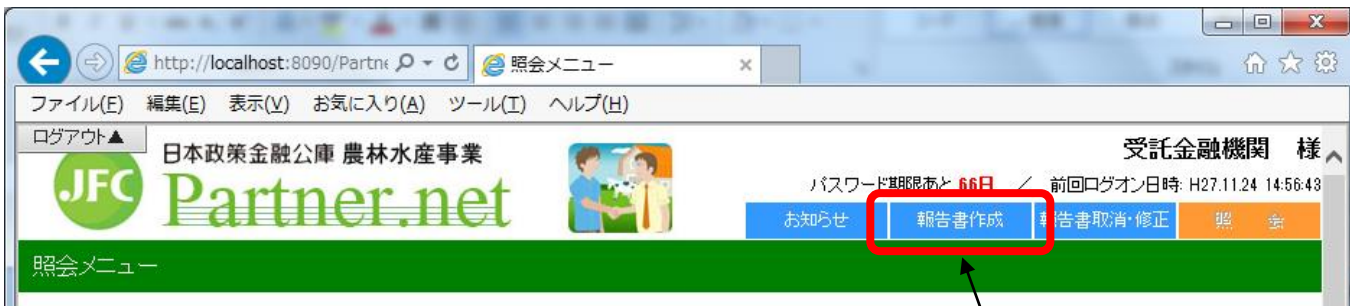 http://localhost:8090/Partne
照会メニュー
ファイル(F) 編集(E) 表示(V) お気に入り(A) ツール(T) ヘルプ(H)
ログアウト▲
JFC
日本政策金融公庫 農林水産事業
Partner.net
受託金融機関 様
パスワード期限あと 66日 / 前回ログオン日時: H27.11.24 14:56:43
お知らせ 報告書作成 報告書取消・修正 照 会
照会メニュー